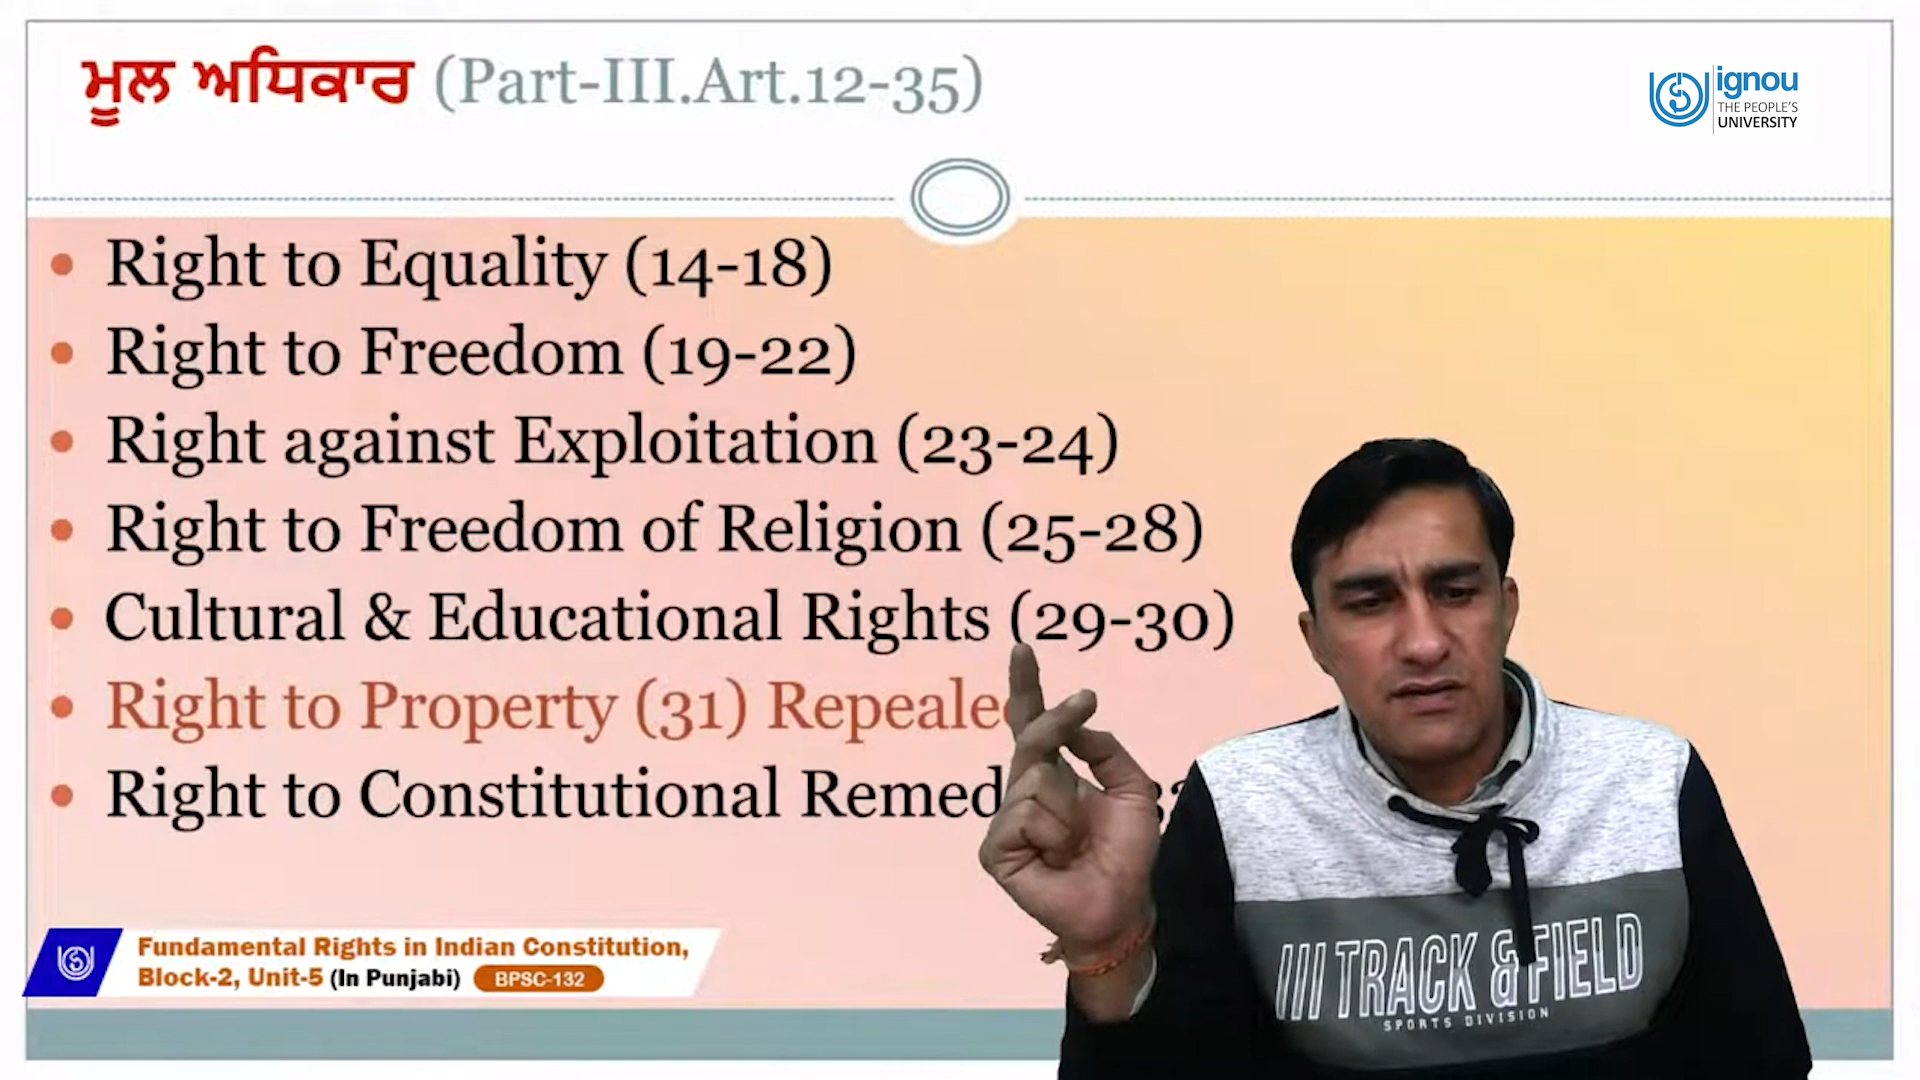 ਮੂਲ ਅਧਿਕਾਰ (Part-III.Art.12-35)
ignou
THE PEOPLE'S
UNIVERSITY
Right to Equality (14-18)
Right to Freedom (19-22)
Right against Exploitation (23-24)
Right to Freedom of Religion (25-28)
Cultural & Educational Rights (29-30)
Right to Property (31)
Right to Constitutional
Fundamental Rights in Indian Constitution,
Block-2, Unit-5 (In Punjabi) BPSC-132
TRACK & FIELD
SPORTS DIVISION